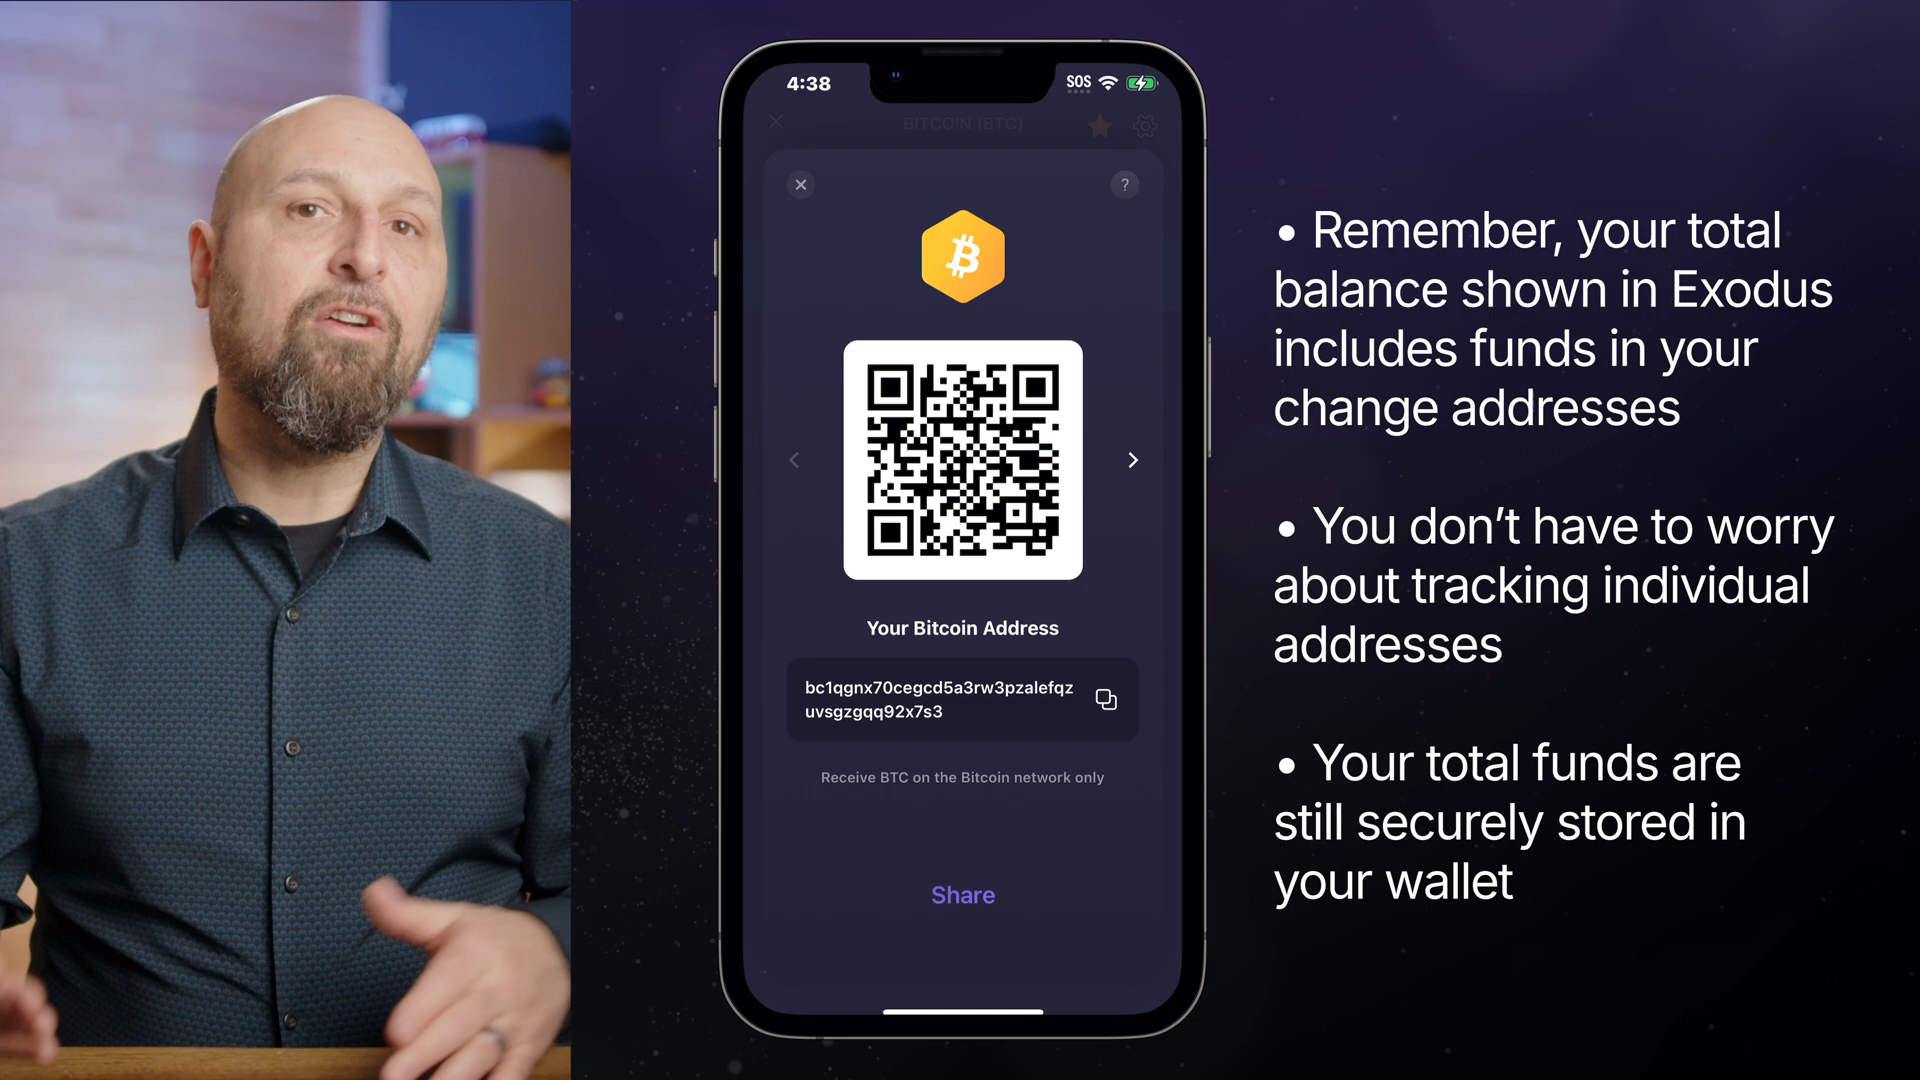 4:38
SOS
BITCOIN (BTC)
?
Your Bitcoin Address
bc1qgnx70cegcd5a3rw3pzalefqz
uvsgzgqq92x7s3
Receive BTC on the Bitcoin network only
Share
• Remember, your total
balance shown in Exodus
includes funds in your
change addresses
• You don’t have to worry
about tracking individual
addresses
• Your total funds are
still securely stored in
your wallet